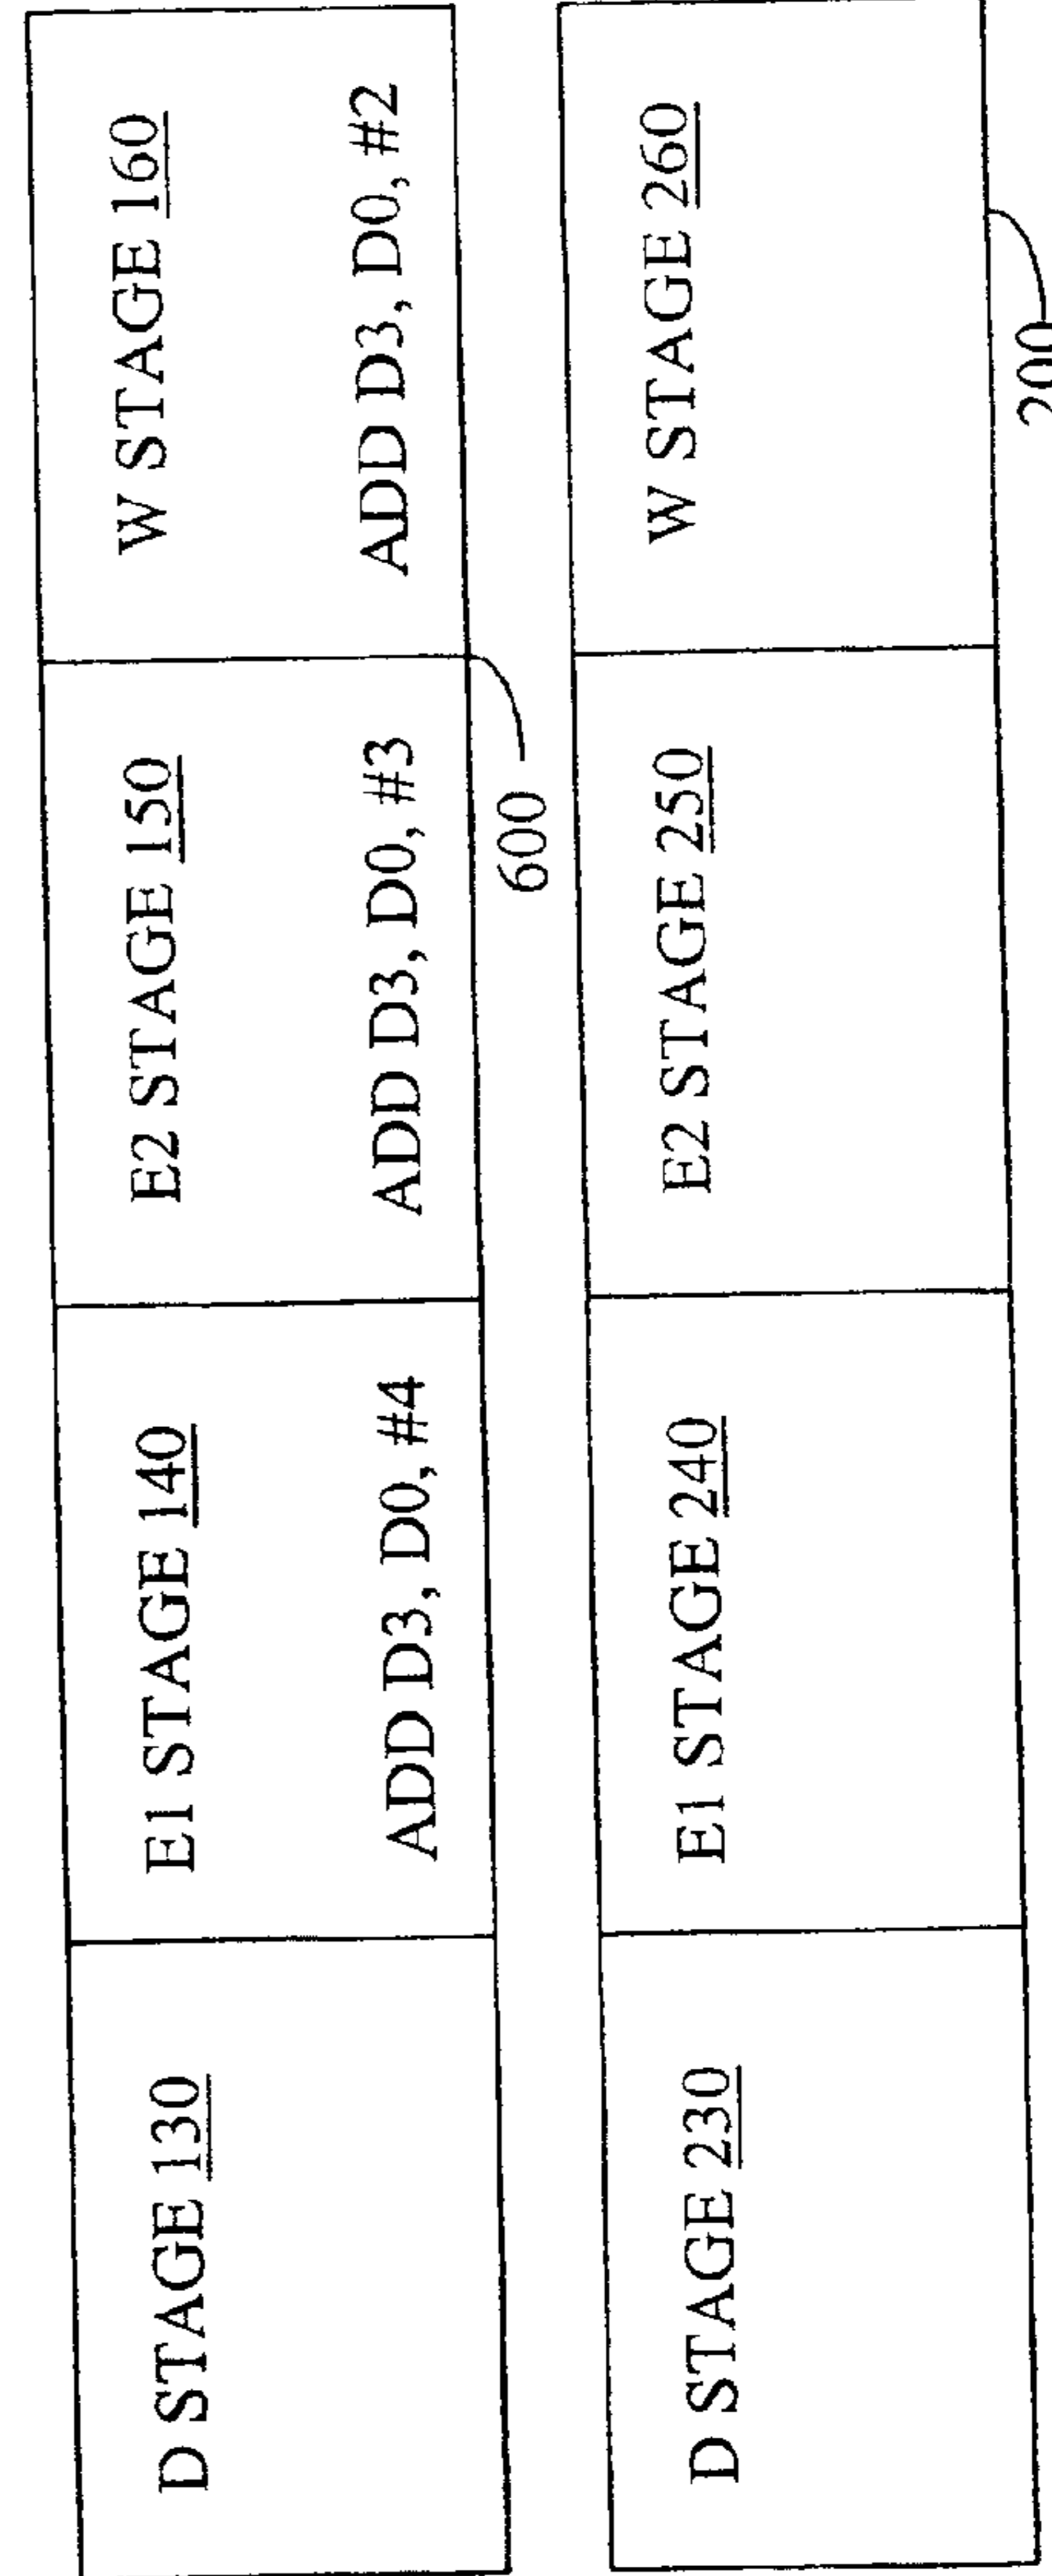 D STAGE 130
E1 STAGE 140
ADD D3, D0, #4
E2 STAGE 150
ADD D3, D0, #3
W STAGE 160
ADD D3, D0, #2
600
D STAGE 230
E1 STAGE 240
E2 STAGE 250
W STAGE 260
200